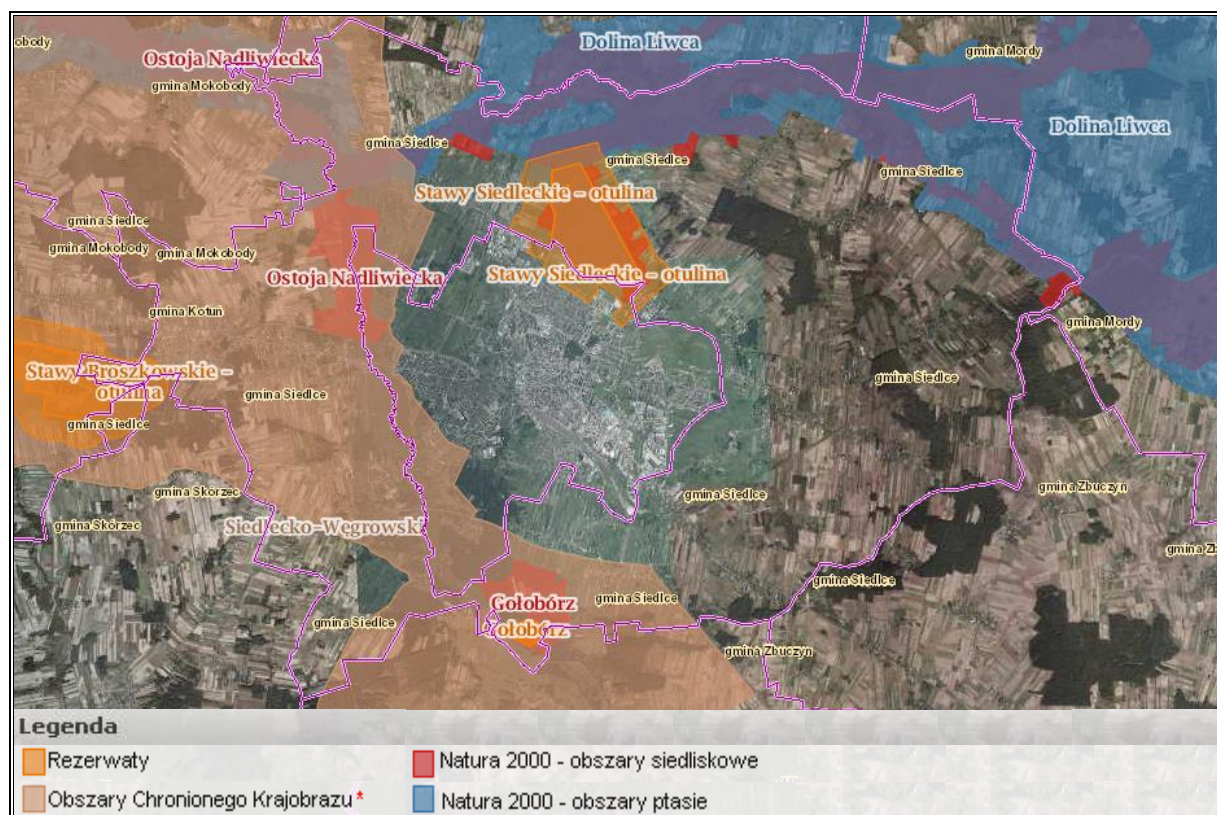 obody
Ostoja Nadliwiecka
Dolina Liwca
gmina Mordy
gmina Mokobody
Dolina Liwca
gmina Siedlce
gmina Siedlce
gmina Siedlce
Stawy Siedleckie - otulina
gmina Siedlce
gmina Mokobody
gmina Mokobody
Ostoja Nadliwiecka
Stawy Siedleckie - otulina
gmina Kotuń
gmina Mordy
Stawy Broszkowskie -
otulina
gmina Siedlce
gmina Siedlce
gmina Siedlce
gmina Skórzec
gmina Siedlce
gmina Zbuczyn
gmina Skórzec
Siedlecko-Węgrowski
gmina Zb
gmina Siedlce
Gołobórz
gmina Siedlce
gmina Siedlce
ołobórz
gmina Zbuczyn
Legenda
Rezerwaty
Natura 2000 - obszary siedliskowe
Obszary Chronionego Krajobrazu *
Natura 2000 - obszary ptasie